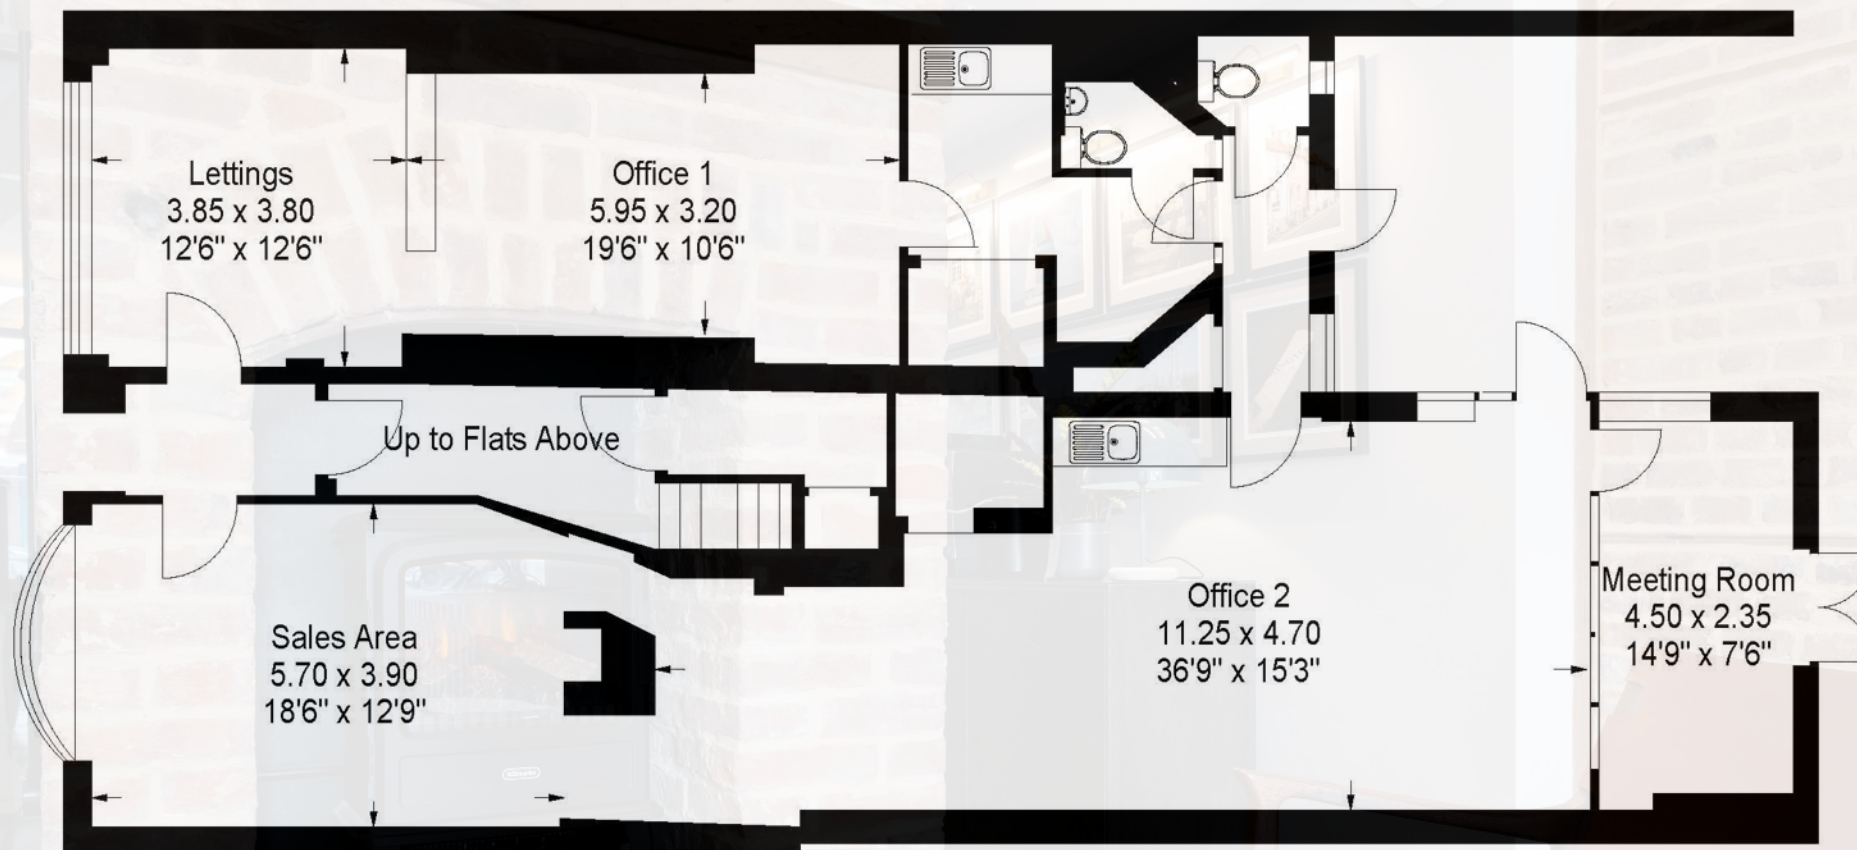 Lettings
3.85 x 3.80
12'6" x 12'6"
Office 1
5.95 x 3.20
19'6" x 10'6"
Up to Flats Above
Sales Area
5.70 x 3.90
18'6" x 12'9"
Office 2
11.25 x 4.70
36'9" x 15'3"
Meeting Room
4.50 x 2.35
14'9" x 7'6"